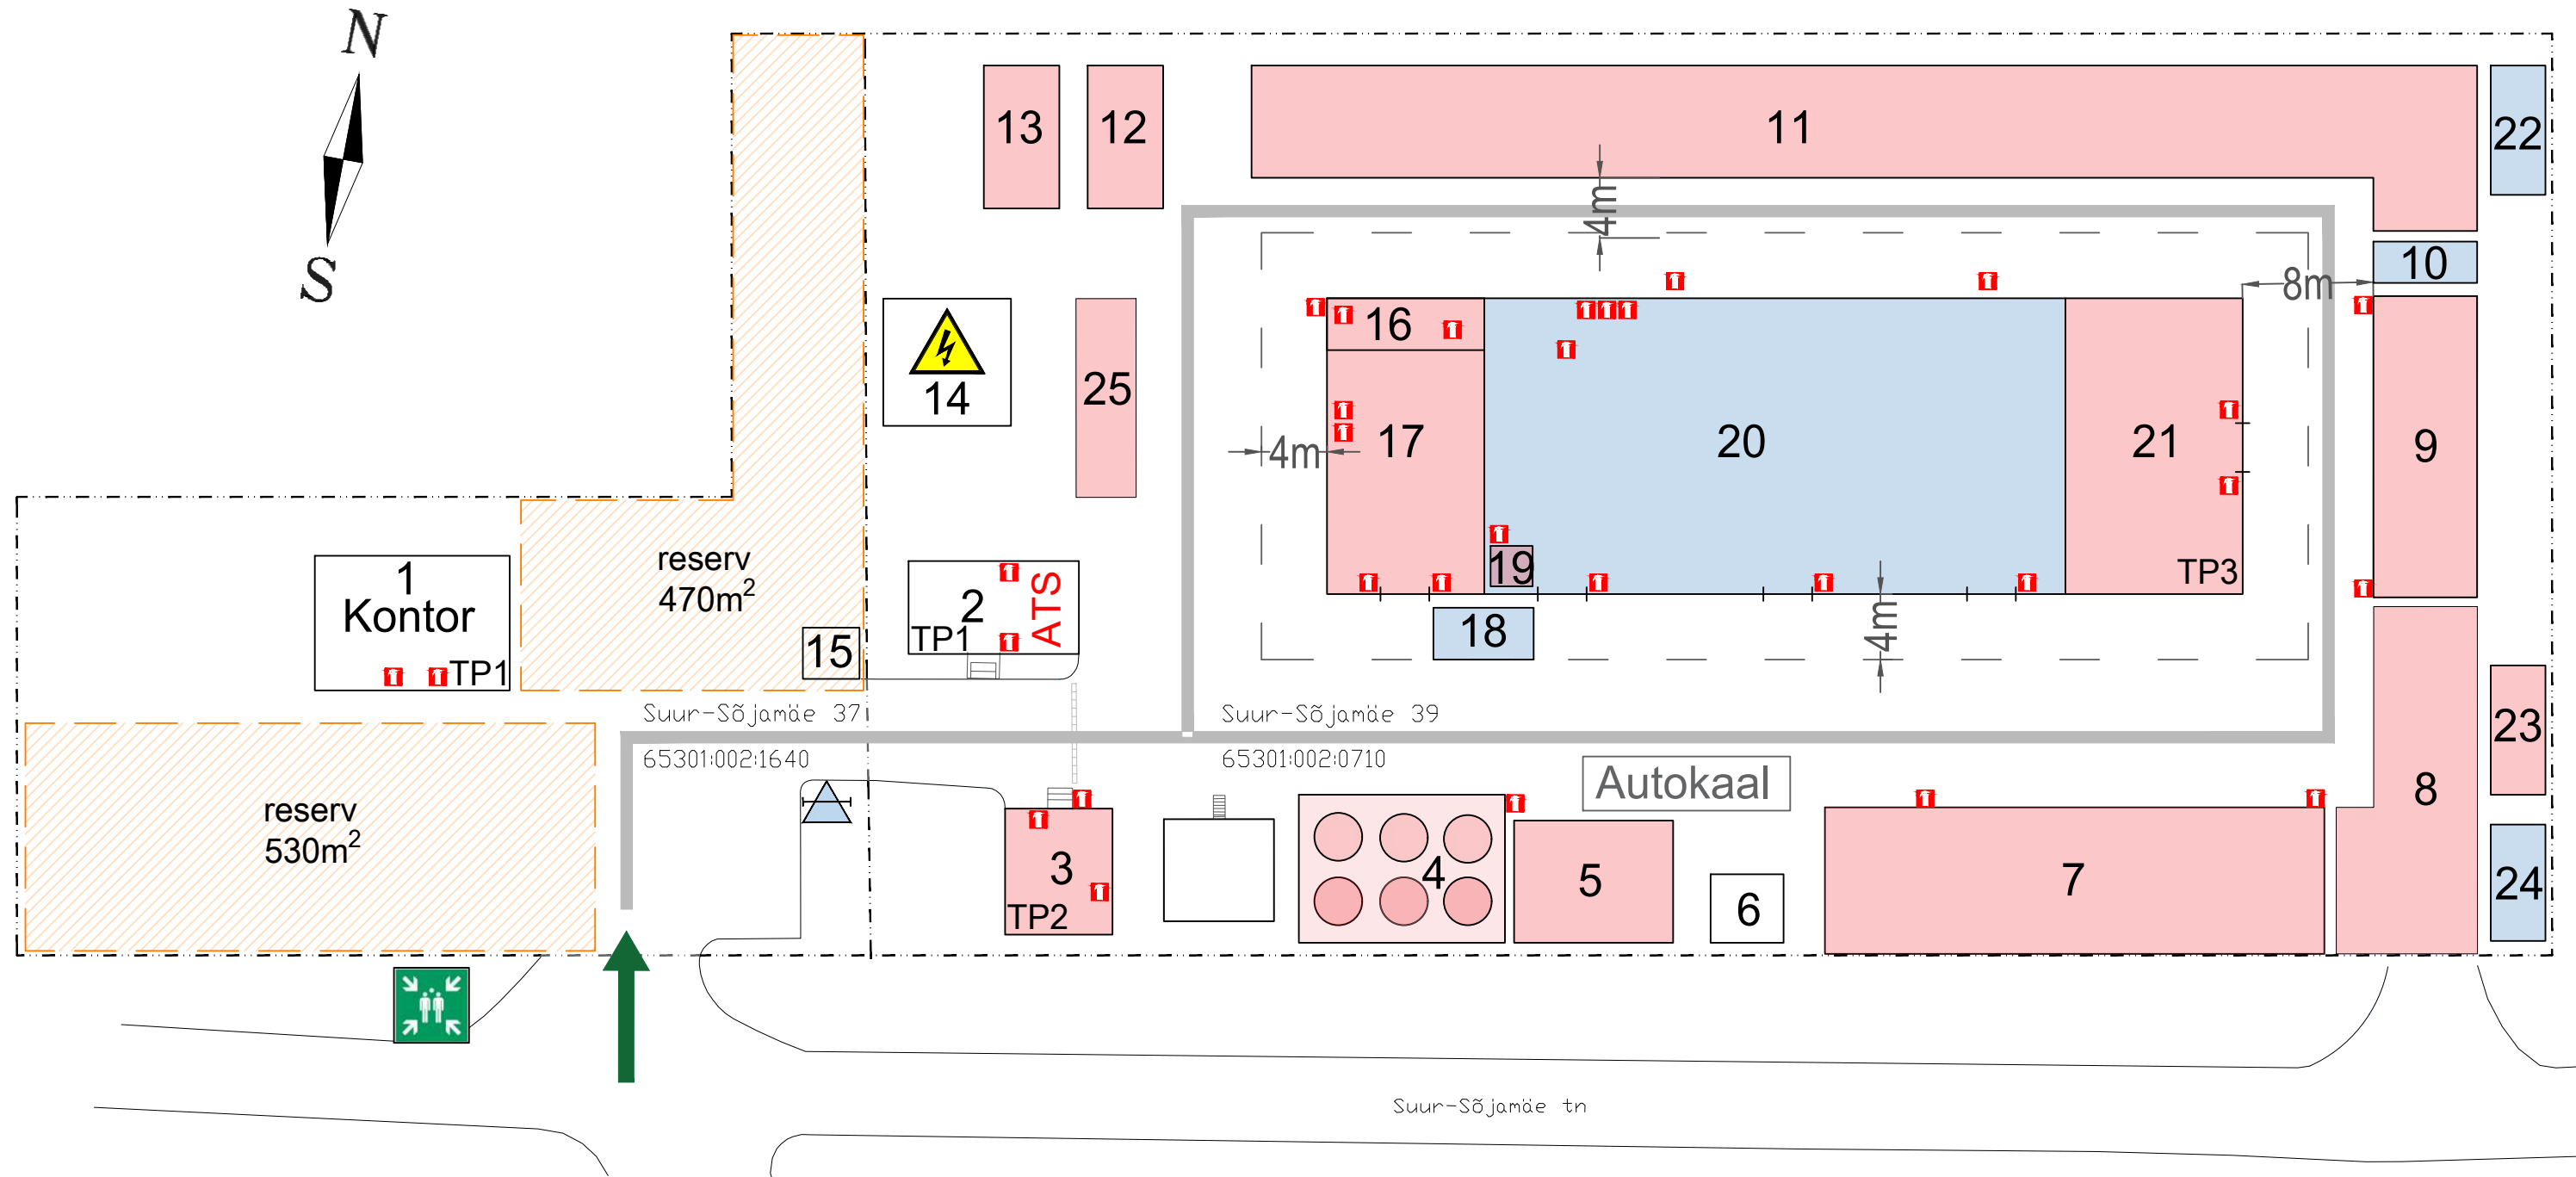 N
S
13
12
11
22
4m
10
8m
16
14
25
17
20
21
9
4m
1
Kontor
TP1
reserv
470m²
15
2
TP1
ATS
19
18
4m
TP3
Suur-Sõjamäe 37
65301:002:1640
Suur-Sõjamäe 39
65301:002:0710
Autokaal
23
8
24
reserv
530m²
3
TP2
4
5
6
7
Suur-Sõjamäe tn